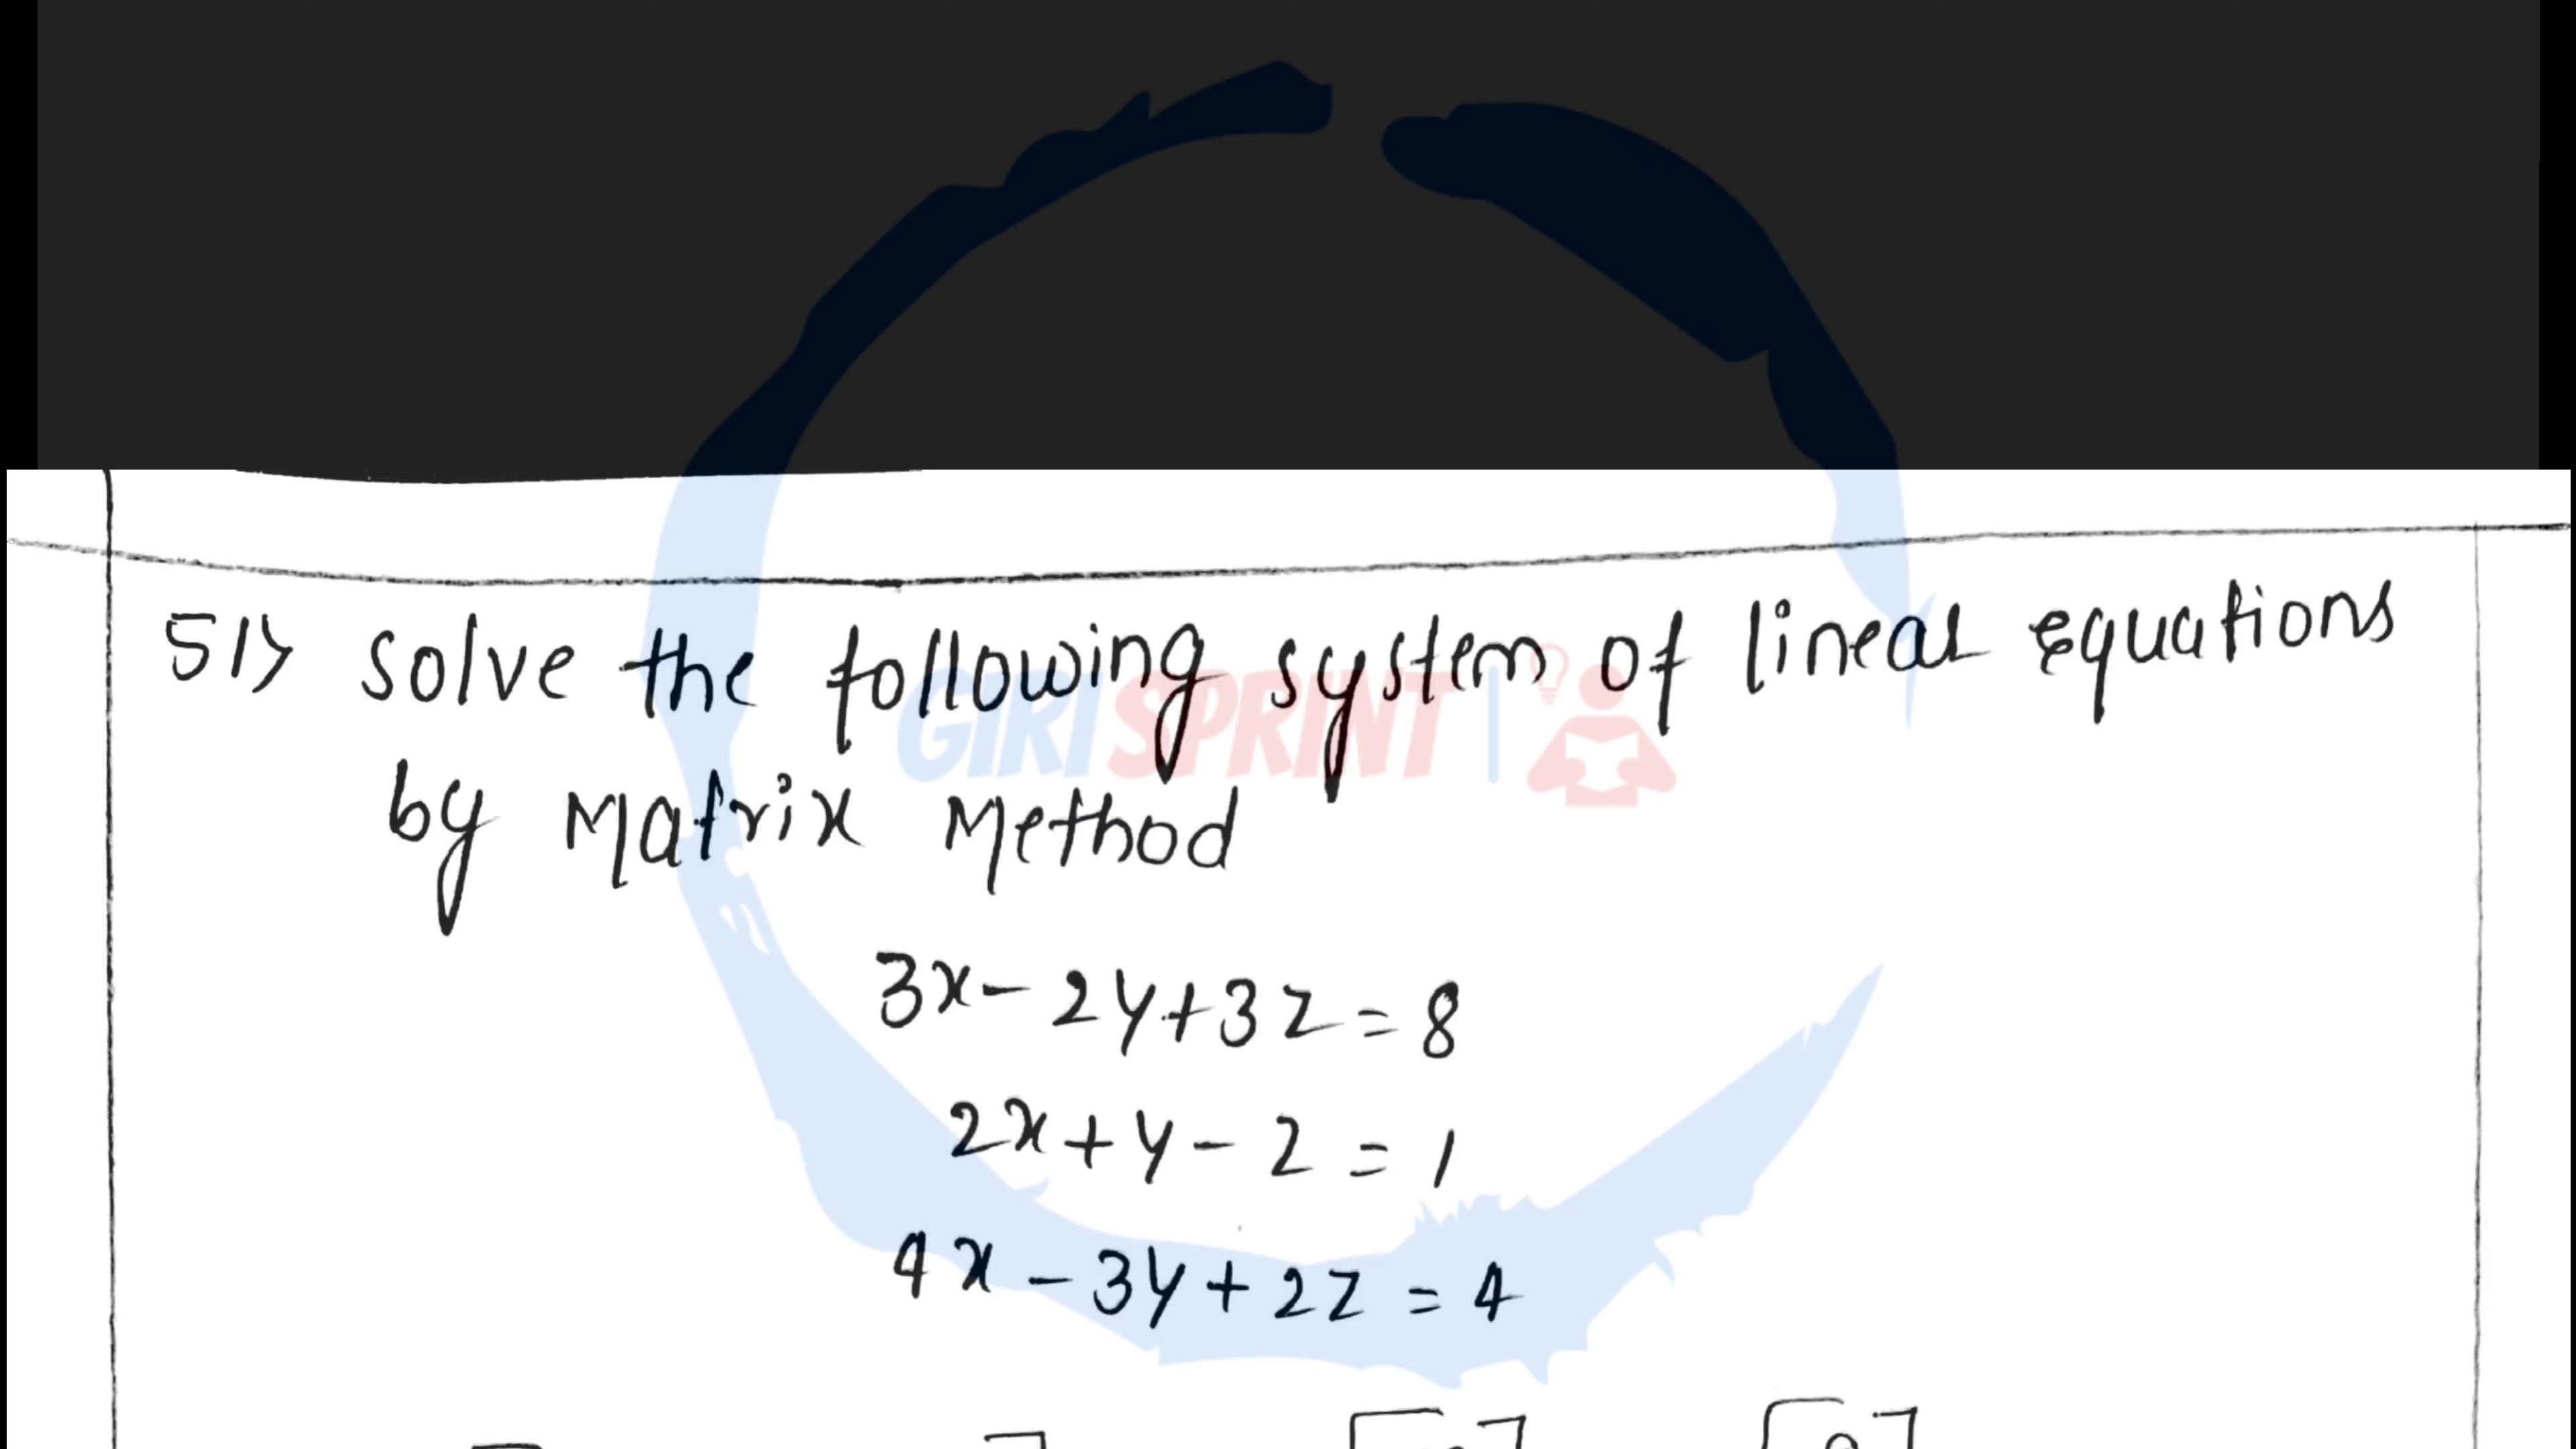 51> solve the following system of linear equations
GIRISPRINT
by Matrix Method
3x - 2y + 3z = 8
2x + y - z = 1
4x - 3y + 2z = 4